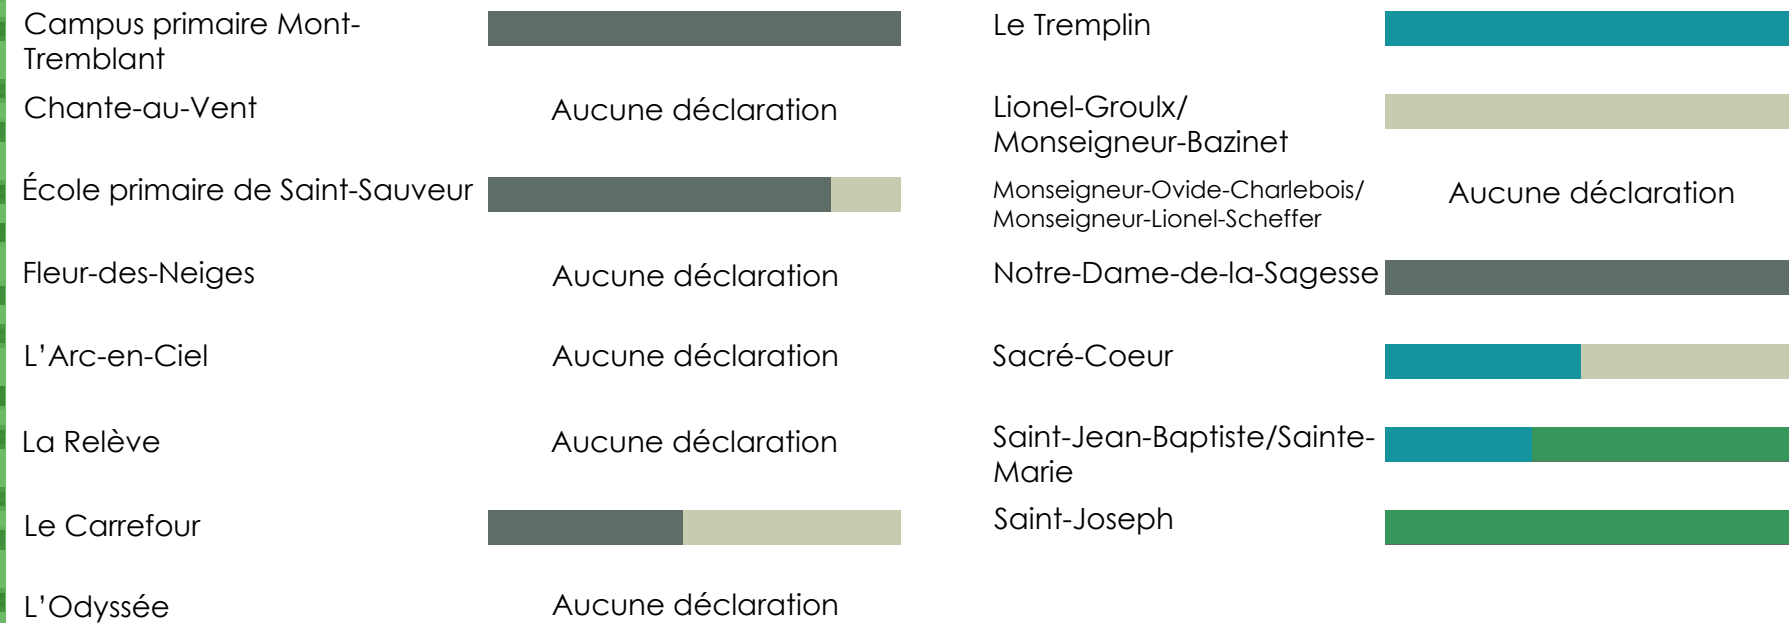 Campus primaire Mont-
Tremblant
Chante-au-Vent
Aucune déclaration
École primaire de Saint-Sauveur
Fleur-des-Neiges
Aucune déclaration
L'Arc-en-Ciel
Aucune déclaration
La Relève
Aucune déclaration
Le Carrefour
L'Odyssée
Aucune déclaration
Le Tremplin
Lionel-Groulx/
Monseigneur-Bazinet
Monseigneur-Ovide-Charlebois/
Monseigneur-Lionel-Scheffer
Aucune déclaration
Notre-Dame-de-la-Sagesse
Sacré-Coeur
Saint-Jean-Baptiste/Sainte-
Marie
Saint-Joseph